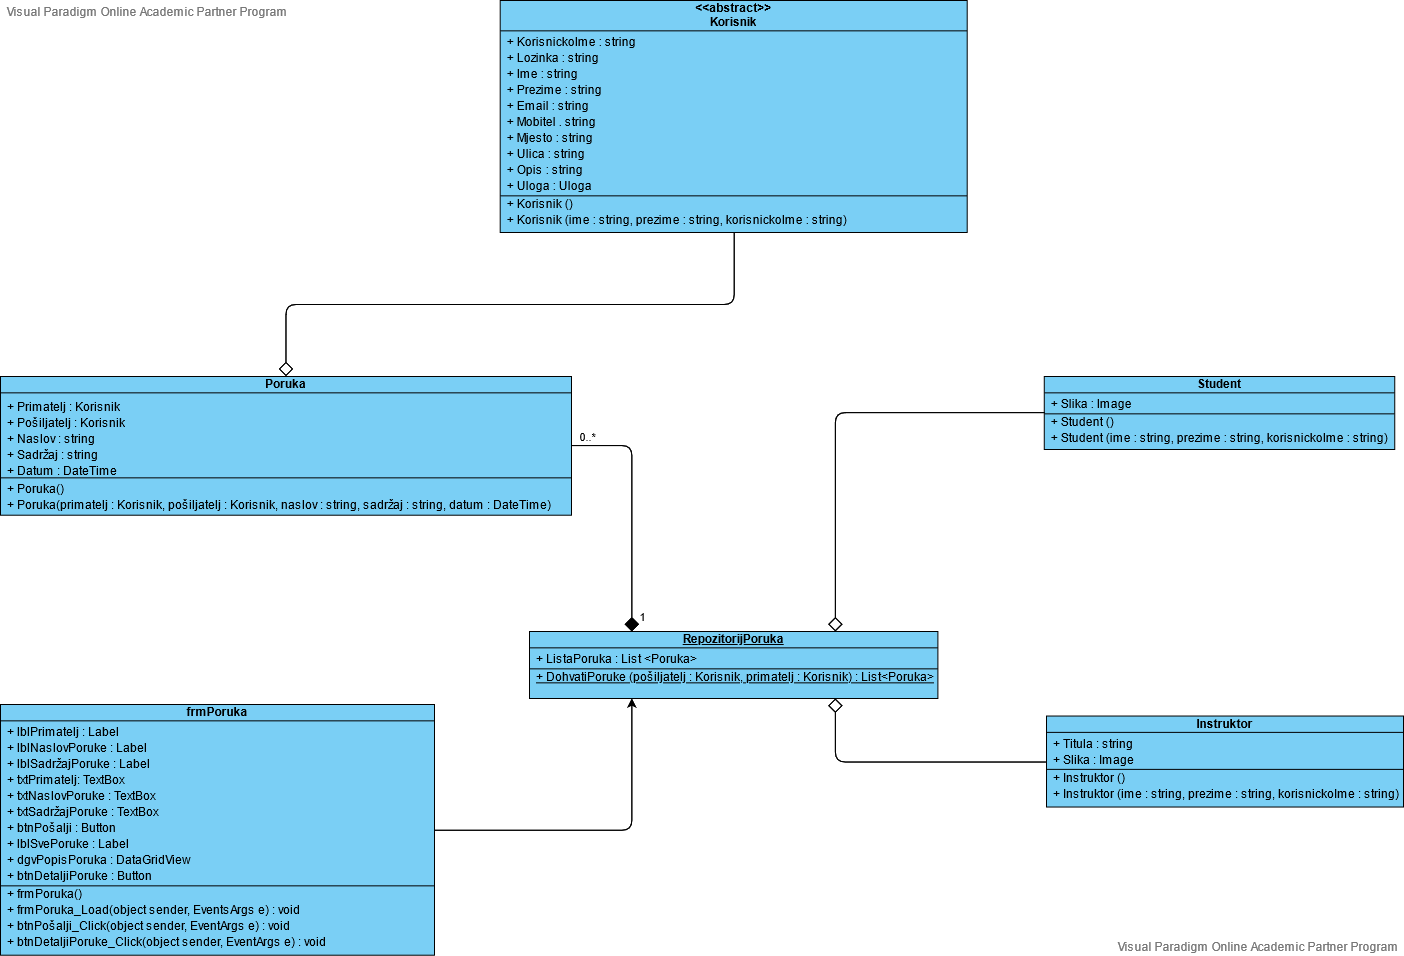 Visual Paradigm Online Academic Partner Program
<<abstract>>
Korisnik
+ KorisnickoIme : string
+ Lozinka : string
+ Ime : string
+ Prezime : string
+ Email : string
+ Mobitel . string
+ Mjesto : string
+ Ulica : string
+ Opis : string
+ Uloga : Uloga
+ Korisnik ()
+ Korisnik (ime : string, prezime : string, korisnickoIme : string)
Poruka
+ Primatelj : Korisnik
+ Pošiljatelj : Korisnik
+ Naslov : string
+ Sadržaj : string
+ Datum : DateTime
+ Poruka()
+ Poruka(primatelj : Korisnik, pošiljatelj : Korisnik, naslov : string, sadržaj : string, datum : DateTime)
0..*
Student
+ Slika : Image
+ Student ()
+ Student (ime : string, prezime : string, korisnickoIme : string)
1
RepozitorijPoruka
+ ListaPoruka : List <Poruka>
+ DohvatiPoruke (pošiljatelj : Korisnik, primatelj : Korisnik) : List<Poruka>
frmPoruka
+ lblPrimatelj : Label
+ lblNaslovPoruke : Label
+ lblSadržajPoruke : Label
+ txtPrimatelj: TextBox
+ txtNaslovPoruke : TextBox
+ txtSadržajPoruke : TextBox
+ btnPošalji : Button
+ lblSvePoruke : Label
+ dgvPopisPoruka : DataGridView
+ btnDetaljiPoruke : Button
+ frmPoruka()
+ frmPoruka_Load(object sender, EventsArgs e) : void
+ btnPošalji_Click(object sender, EventArgs e) : void
+ btnDetaljiPoruke_Click(object sender, EventArgs e) : void
Instruktor
+ Titula : string
+ Slika : Image
+ Instruktor ()
+ Instruktor (ime : string, prezime : string, korisnickoIme : string)
Visual Paradigm Online Academic Partner Program